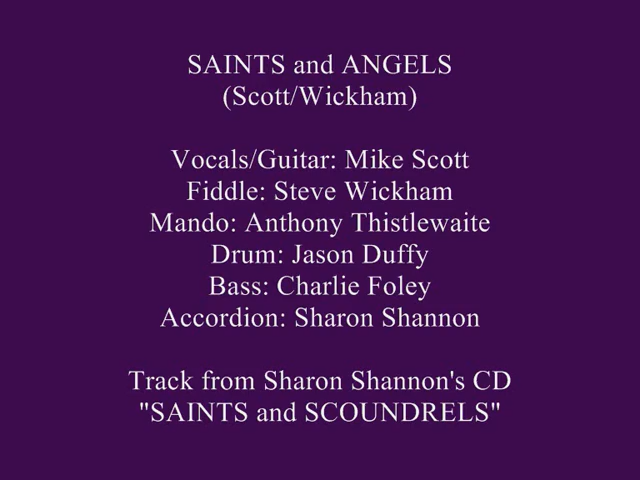 SAINTS and ANGELS
(Scott/Wickham)
Vocals/Guitar: Mike Scott
Fiddle: Steve Wickham
Mando: Anthony Thistlewaite
Drum: Jason Duffy
Bass: Charlie Foley
Accordion: Sharon Shannon
Track from Sharon Shannon's CD
"SAINTS and SCOUNDRELS"